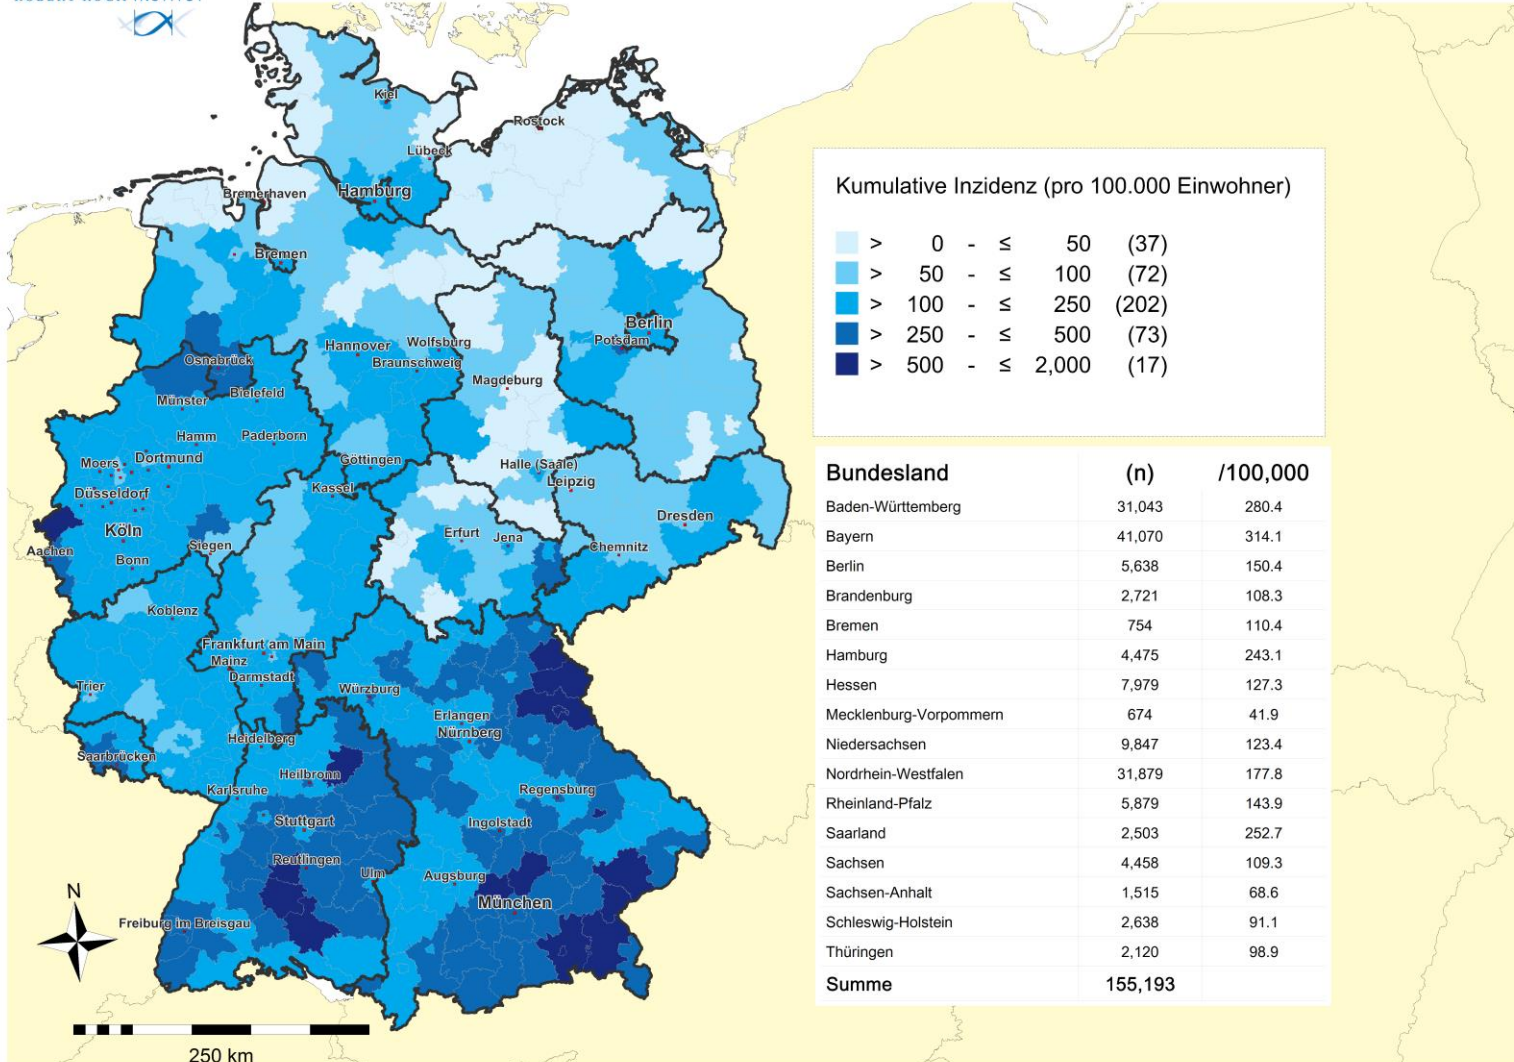 Kiel
Rostock
Lübeck
Bremerhaven
Hamburg
Bremen
Berlin
Potsdam
Wolfsburg
Hannover
Braunschweig
Osnabrück
Magdeburg
Bielefeld
Münster
Hamm
Paderborn
Göttingen
Moers
Dortmund
Halle (Saale)
Leipzig
Kassel
Düsseldorf
Dresden
Köln
Erfurt
Jena
Aachen
Siegen
Chemnitz
Bonn
Koblenz
Frankfurt am Main
Mainz
Darmstadt
Trier
Würzburg
Erlangen
Nürnberg
Heidelberg
Saarbrücken
Heilbronn
Karlsruhe
Regensburg
Stuttgart
Ingolstadt
Reutlingen
Ulm
Augsburg
München
Freiburg im Breisgau
N
250 km
Kumulative Inzidenz (pro 100.000 Einwohner)
> 0 - ≤ 50 (37)
> 50 - ≤ 100 (72)
> 100 - ≤ 250 (202)
> 250 - ≤ 500 (73)
> 500 - ≤ 2,000 (17)
Bundesland (n) /100,000
Baden-Württemberg 31,043 280.4
Bayern 41,070 314.1
Berlin 5,638 150.4
Brandenburg 2,721 108.3
Bremen 754 110.4
Hamburg 4,475 243.1
Hessen 7,979 127.3
Mecklenburg-Vorpommern 674 41.9
Niedersachsen 9,847 123.4
Nordrhein-Westfalen 31,879 177.8
Rheinland-Pfalz 5,879 143.9
Saarland 2,503 252.7
Sachsen 4,458 109.3
Sachsen-Anhalt 1,515 68.6
Schleswig-Holstein 2,638 91.1
Thüringen 2,120 98.9
Summe 155,193